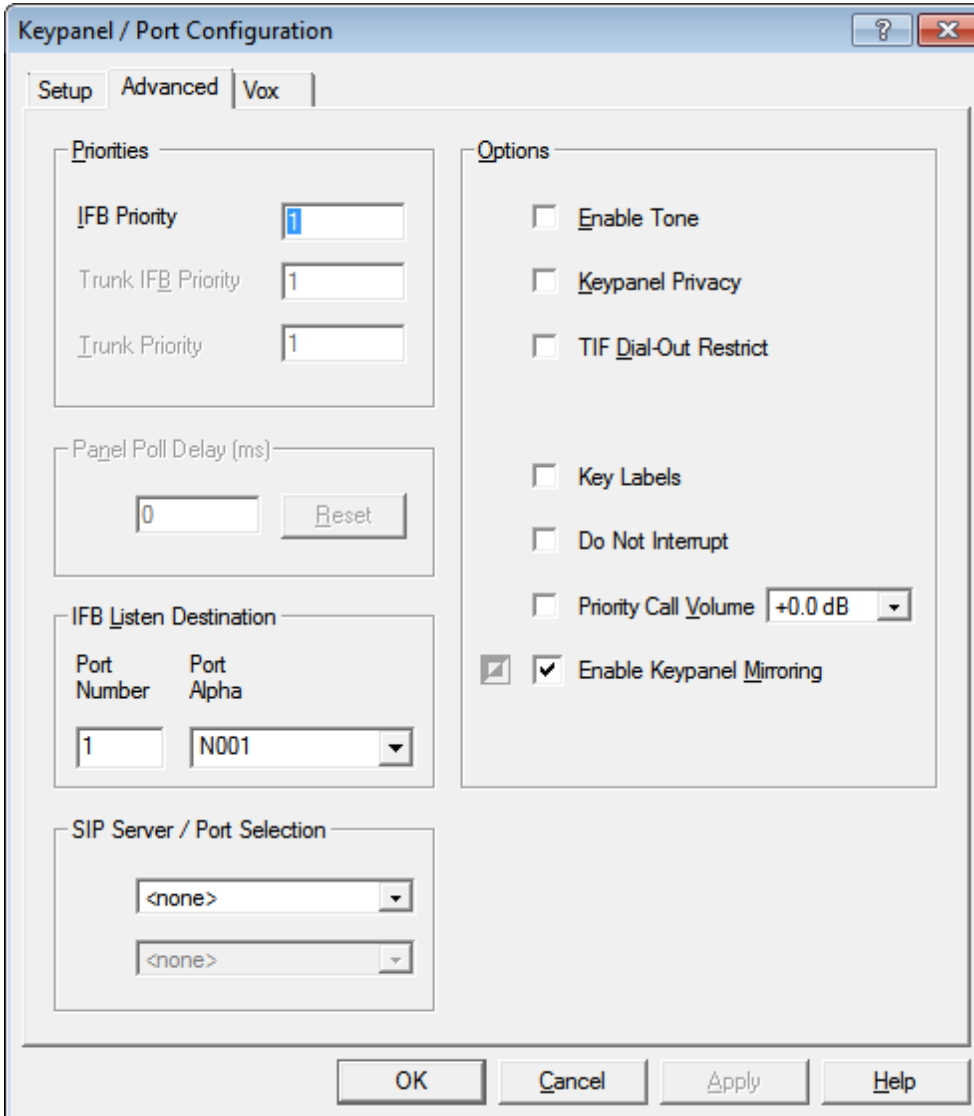 Keypanel / Port Configuration
Setup Advanced Vox
Priorities
IFB Priority 1
Trunk IFB Priority 1
Trunk Priority 1
Panel Poll Delay (ms)
0 Reset
IFB Listen Destination
Port Number Port Alpha
1 N001
SIP Server / Port Selection
<none>
<none>
Options
Enable Tone
Keypanel Privacy
TIF Dial-Out Restrict
Key Labels
Do Not Interrupt
Priority Call Volume +0.0 dB
Enable Keypanel Mirroring
OK Cancel Apply Help